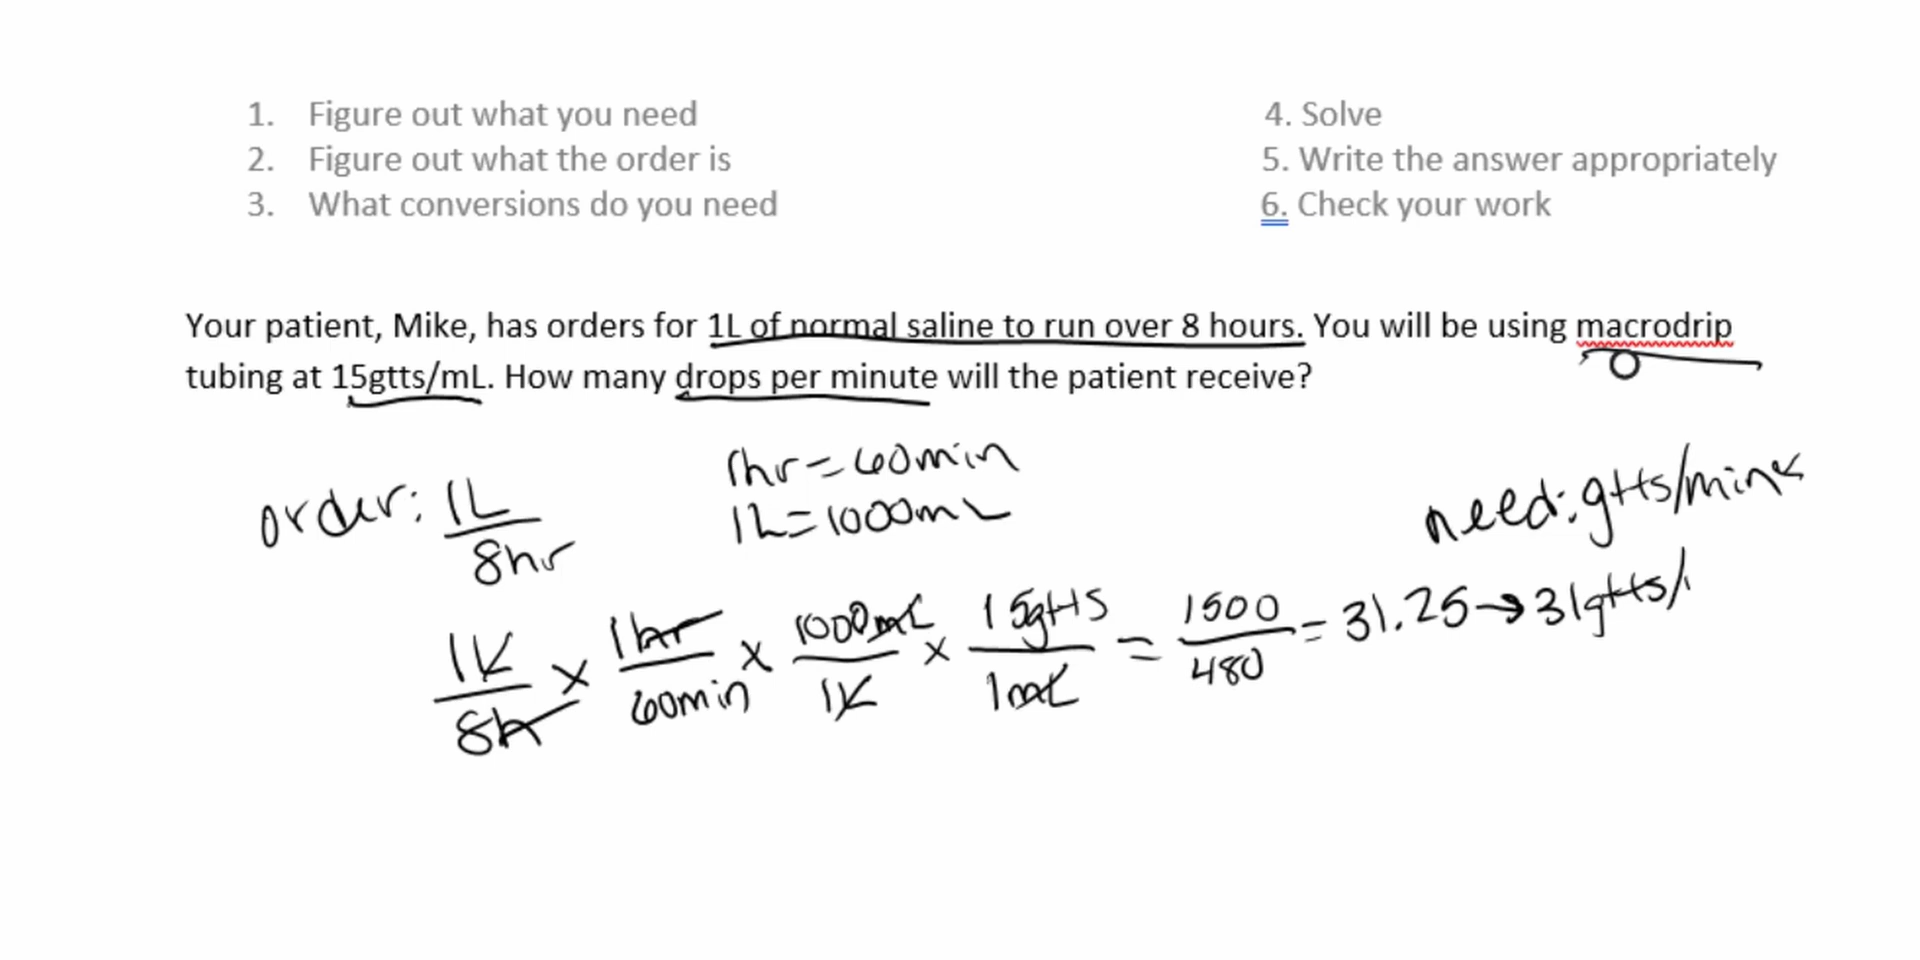 1. Figure out what you need
2. Figure out what the order is
3. What conversions do you need
4. Solve
5. Write the answer appropriately
6. Check your work
Your patient, Mike, has orders for 1L of normal saline to run over 8 hours. You will be using macrodrip
tubing at 15gtts/mL. How many drops per minute will the patient receive?
order: 1L / 8hr
1hr = 60min
1L = 1000mL
need: gtts/min
1L / 8h × 1hr / 60min × 1000mL / 1L × 15gtts / 1mL = 1500 / 480 = 31.25 → 31gtts/